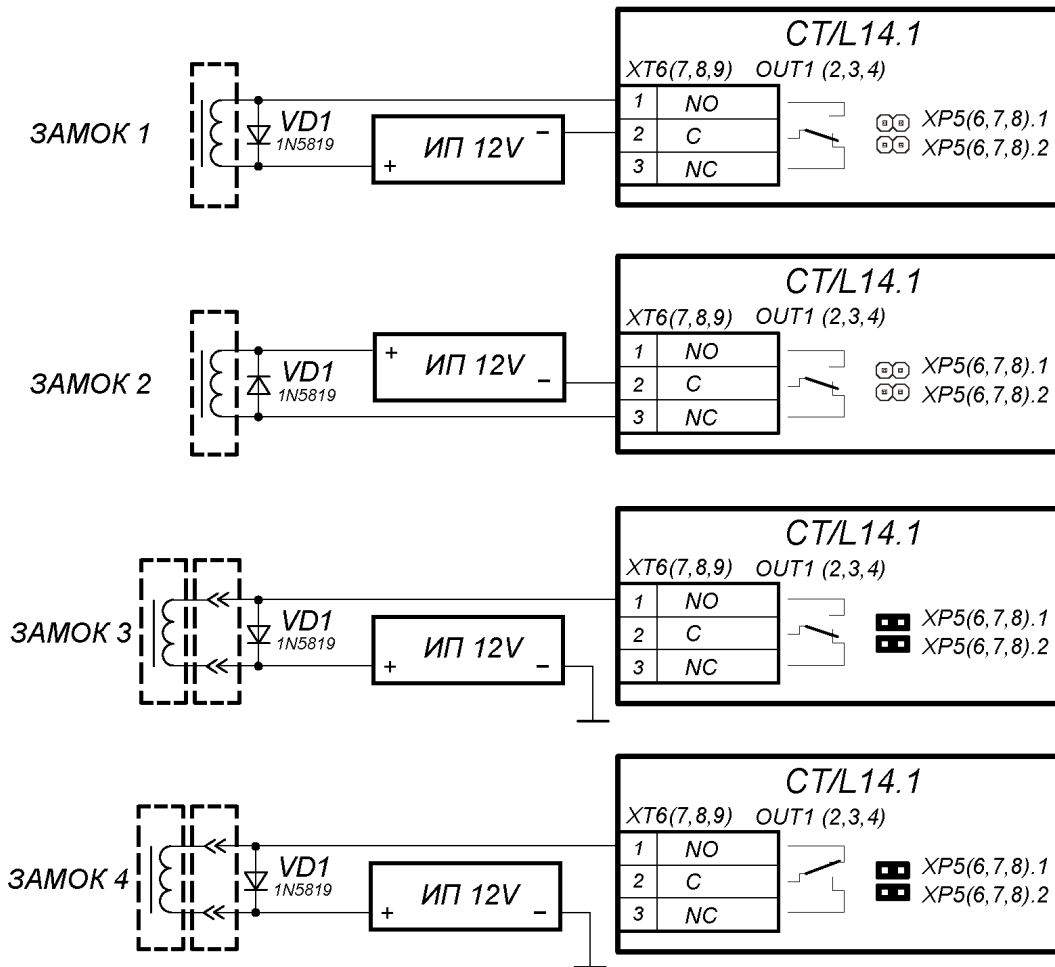 CT/L14.1
XT6(7,8,9) OUT1 (2,3,4)
ЗАМОК 1
VD1
1N5819
ИП 12V
+
−
1 NO
2 C
3 NC
XP5(6,7,8).1
XP5(6,7,8).2
CT/L14.1
XT6(7,8,9) OUT1 (2,3,4)
ЗАМОК 2
VD1
1N5819
+
ИП 12V
−
1 NO
2 C
3 NC
XP5(6,7,8).1
XP5(6,7,8).2
CT/L14.1
XT6(7,8,9) OUT1 (2,3,4)
ЗАМОК 3
VD1
1N5819
+
ИП 12V
−
1 NO
2 C
3 NC
XP5(6,7,8).1
XP5(6,7,8).2
CT/L14.1
XT6(7,8,9) OUT1 (2,3,4)
ЗАМОК 4
VD1
1N5819
+
ИП 12V
−
1 NO
2 C
3 NC
XP5(6,7,8).1
XP5(6,7,8).2